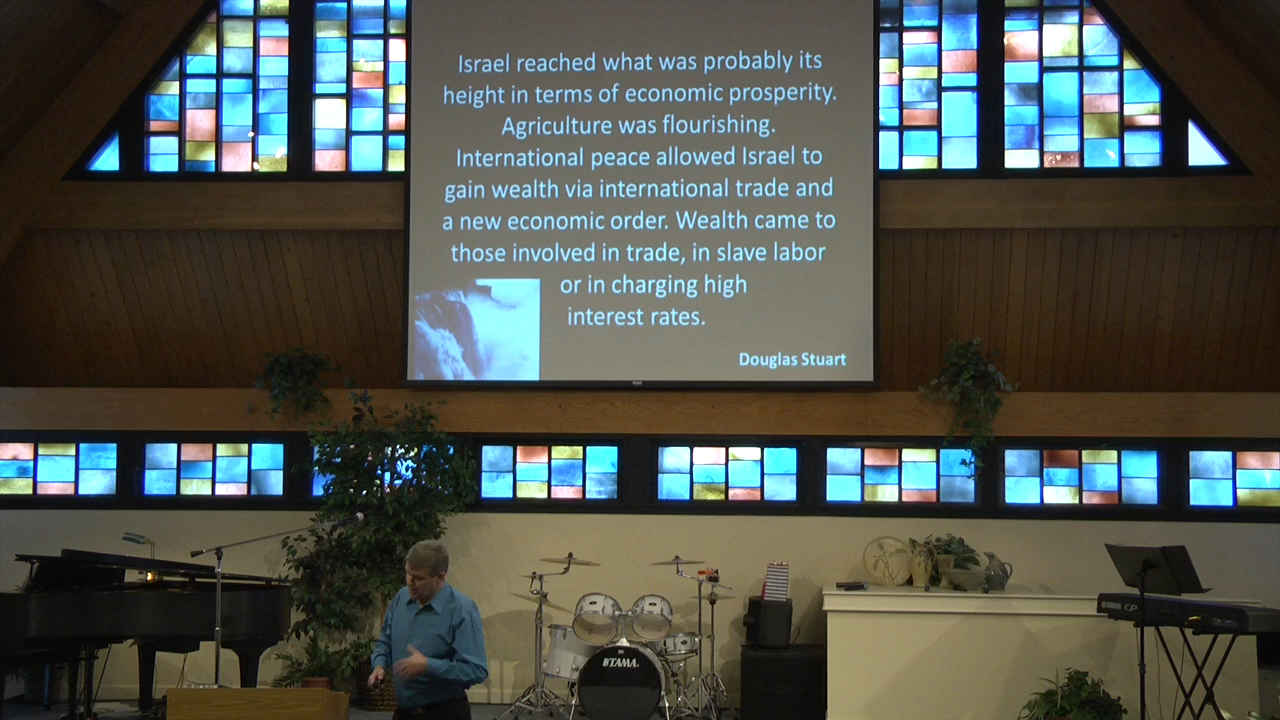 Israel reached what was probably its
height in terms of economic prosperity.
Agriculture was flourishing.
International peace allowed Israel to
gain wealth via international trade and
a new economic order. Wealth came to
those involved in trade, in slave labor
or in charging high
interest rates.
Douglas Stuart
TAMA
YAMAHA CP